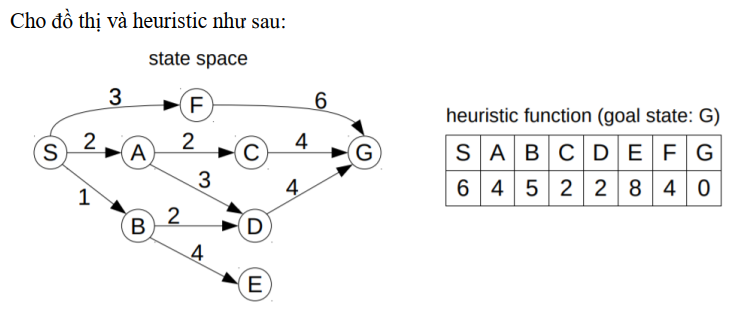 Cho đồ thị và heuristic như sau:
state space
3
F
6
S
2
A
2
C
4
G
3
4
1
B
2
D
4
E
heuristic function (goal state: G)
S A B C D E F G
6 4 5 2 2 8 4 0